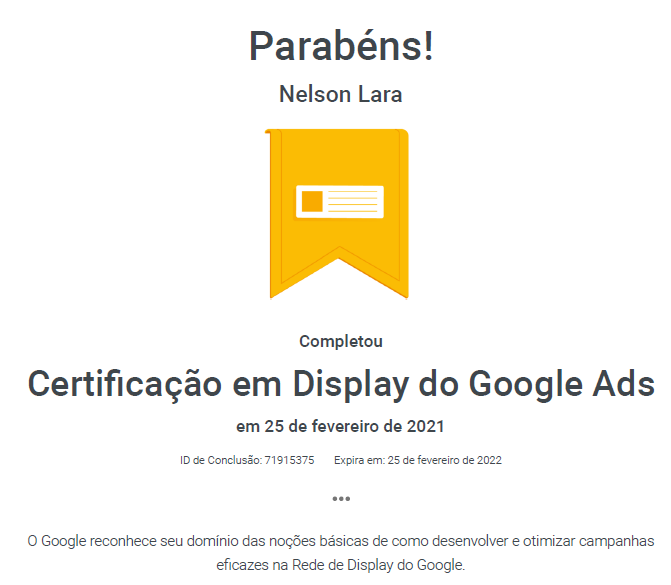 Parabéns!
Nelson Lara
Completou
Certificação em Display do Google Ads
em 25 de fevereiro de 2021
ID de Conclusão: 71915375 Expira em: 25 de fevereiro de 2022
•••
O Google reconhece seu domínio das noções básicas de como desenvolver e otimizar campanhas
eficazes na Rede de Display do Google.